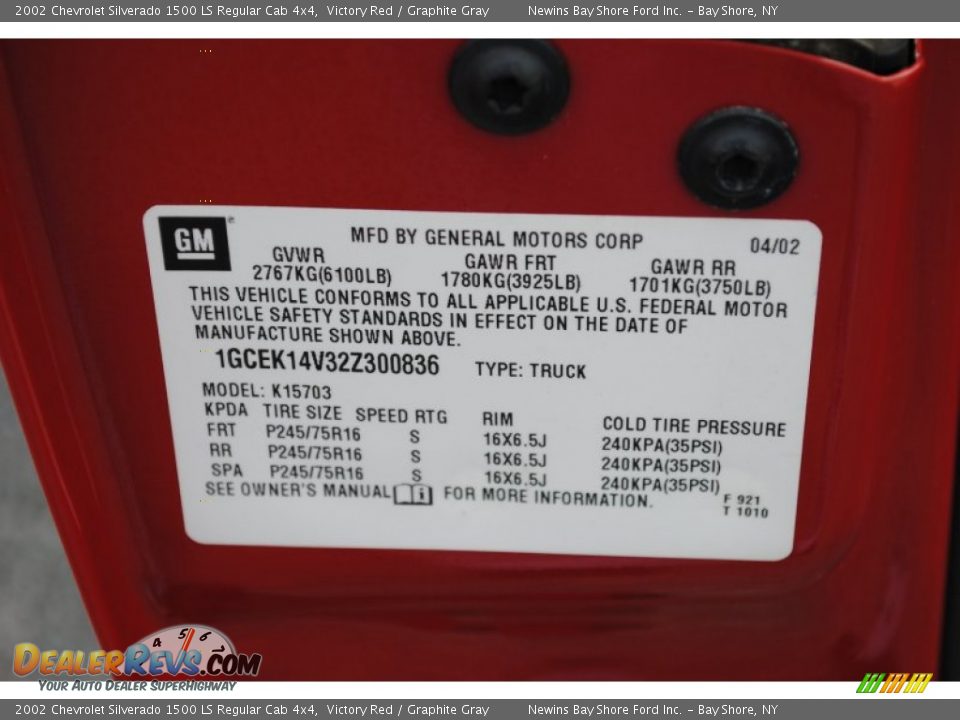 2002 Chevrolet Silverado 1500 LS Regular Cab 4x4, Victory Red / Graphite Gray Newins Bay Shore Ford Inc. - Bay Shore, NY
GM
MFD BY GENERAL MOTORS CORP 04/02
GVWR GAWR FRT GAWR RR
2767KG(6100LB) 1780KG(3925LB) 1701KG(3750LB)
THIS VEHICLE CONFORMS TO ALL APPLICABLE U.S. FEDERAL MOTOR
VEHICLE SAFETY STANDARDS IN EFFECT ON THE DATE OF
MANUFACTURE SHOWN ABOVE.
1GCEK14V32Z300836 TYPE: TRUCK
MODEL: K15703
KPDA TIRE SIZE SPEED RTG RIM COLD TIRE PRESSURE
FRT P245/75R16 S 16X6.5J 240KPA(35PSI)
RR P245/75R16 S 16X6.5J 240KPA(35PSI)
SPA P245/75R16 S 16X6.5J 240KPA(35PSI)
SEE OWNER'S MANUAL i FOR MORE INFORMATION.
F 921
T 1010
4 5 6
DEALERREVS.COM
YOUR AUTO DEALER SUPERHIGHWAY
2002 Chevrolet Silverado 1500 LS Regular Cab 4x4, Victory Red / Graphite Gray Newins Bay Shore Ford Inc. - Bay Shore, NY